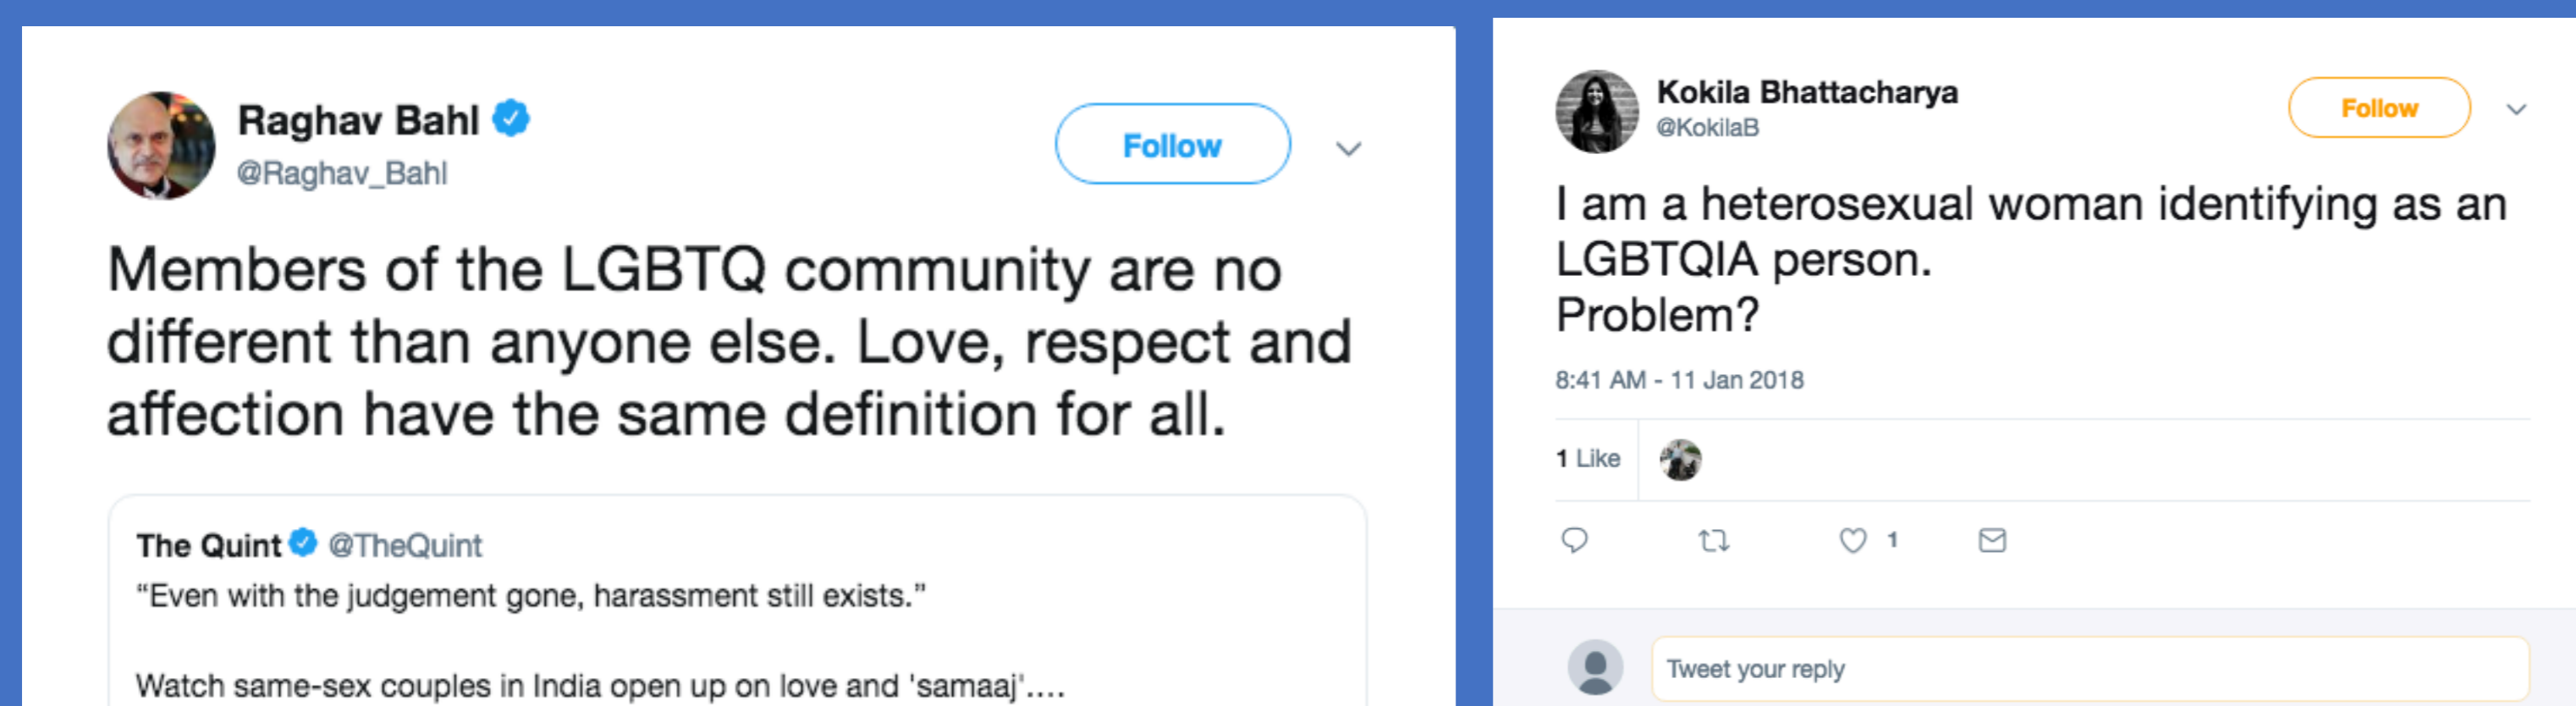 Raghav Bahl
@Raghav_Bahl
Follow
Members of the LGBTQ community are no
different than anyone else. Love, respect and
affection have the same definition for all.
The Quint @TheQuint
“Even with the judgement gone, harassment still exists.”
Watch same-sex couples in India open up on love and 'samaaj'....
Kokila Bhattacharya
@KokilaB
Follow
I am a heterosexual woman identifying as an
LGBTQIA person.
Problem?
8:41 AM - 11 Jan 2018
1 Like
1
Tweet your reply